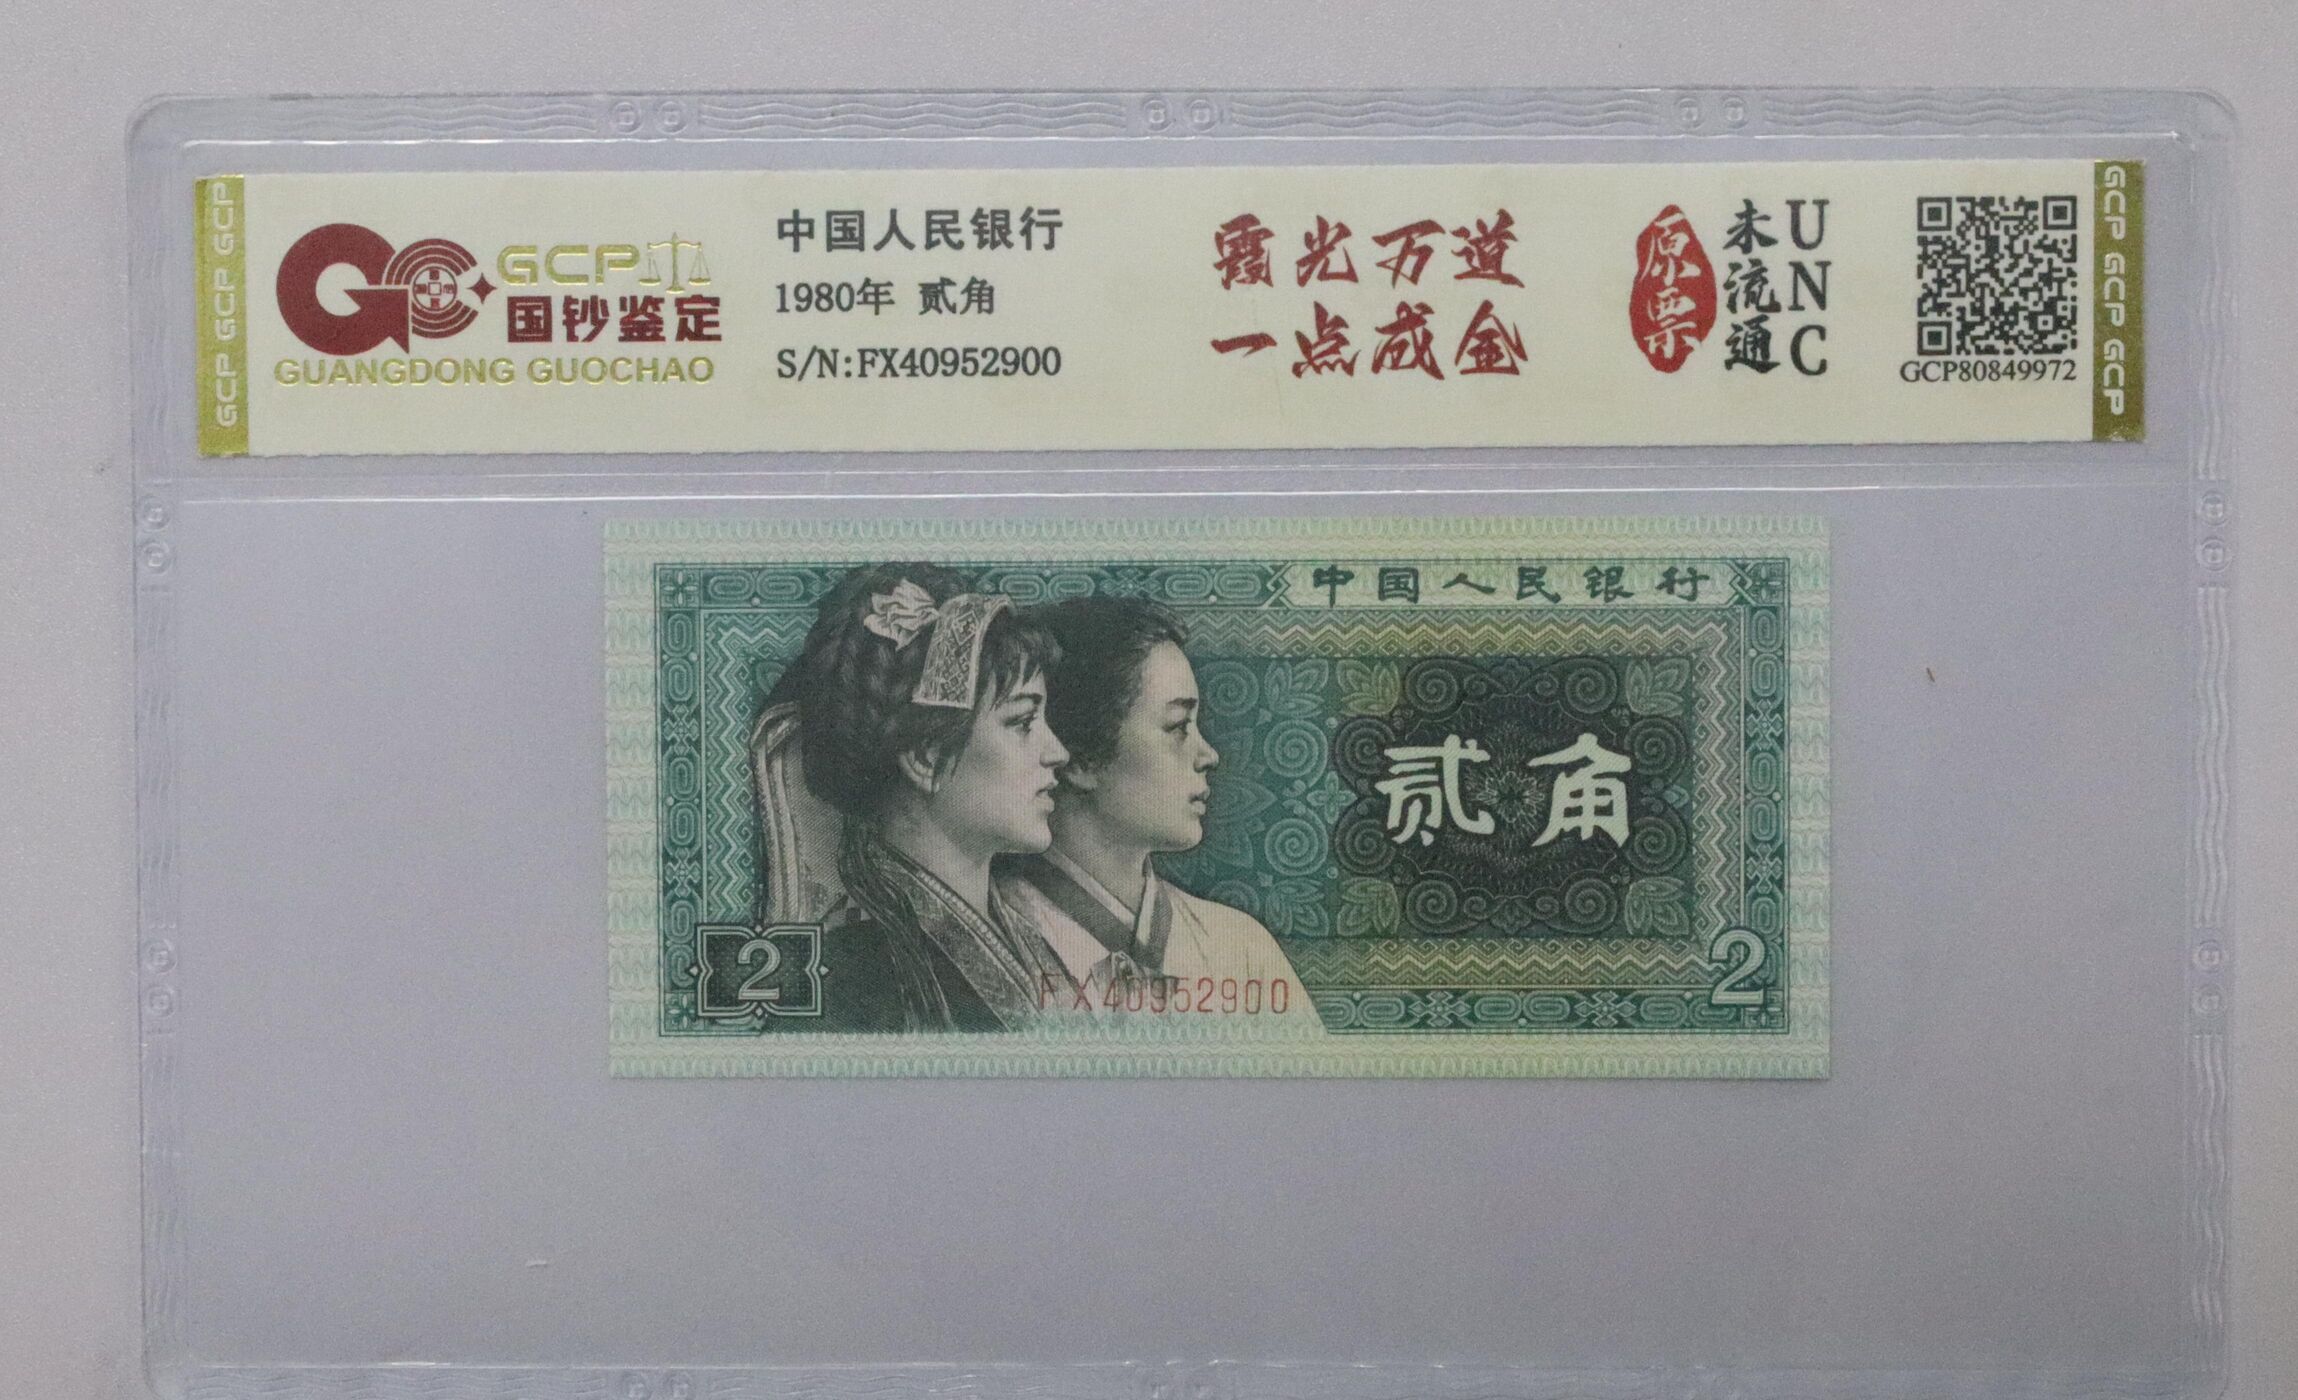 GCP GCP GCP
GCP
国钞鉴定
GUANGDONG GUOCHAO
中国人民银行
1980年 贰角
S/N:FX40952900
霞光万道
一点成金
原票
未流通
UNC
GCP80849972
GCP GCP GCP
中国人民银行
贰角
2
2
FX40952900